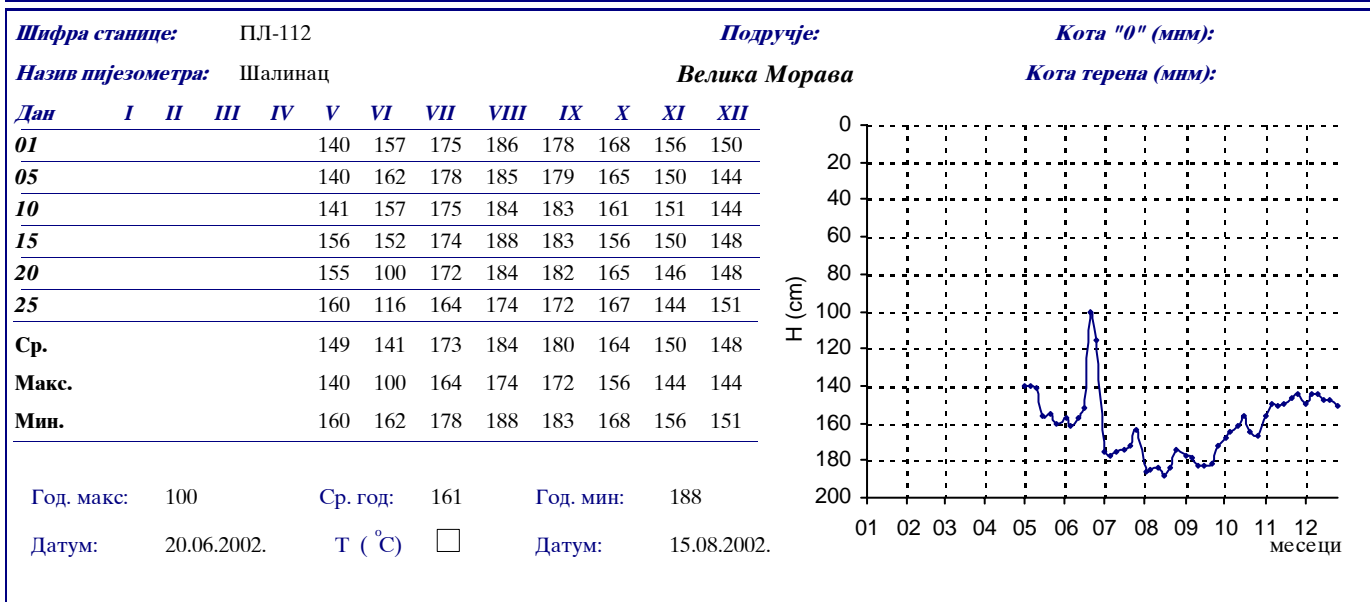 Шифра станице: ПЛ-112 Подручје: Кота "0" (мнм):
Назив пијезометра: Шалинац Велика Морава Кота терена (мнм):
Дан I II III IV V VI VII VIII IX X XI XII
01 140 157 175 186 178 168 156 150
05 140 162 178 185 179 165 150 144
10 141 157 175 184 183 161 151 144
15 156 152 174 188 183 156 150 148
20 155 100 172 184 182 165 146 148
25 160 116 164 174 172 167 144 151
Ср. 149 141 173 184 180 164 150 148
Макс. 140 100 164 174 172 156 144 144
Мин. 160 162 178 188 183 168 156 151
Год. макс: 100 Ср. год: 161 Год. мин: 188
Датум: 20.06.2002. Т ( °C) Датум: 15.08.2002.
H (cm)
0
20
40
60
80
100
120
140
160
180
200
01 02 03 04 05 06 07 08 09 10 11 12
месеци